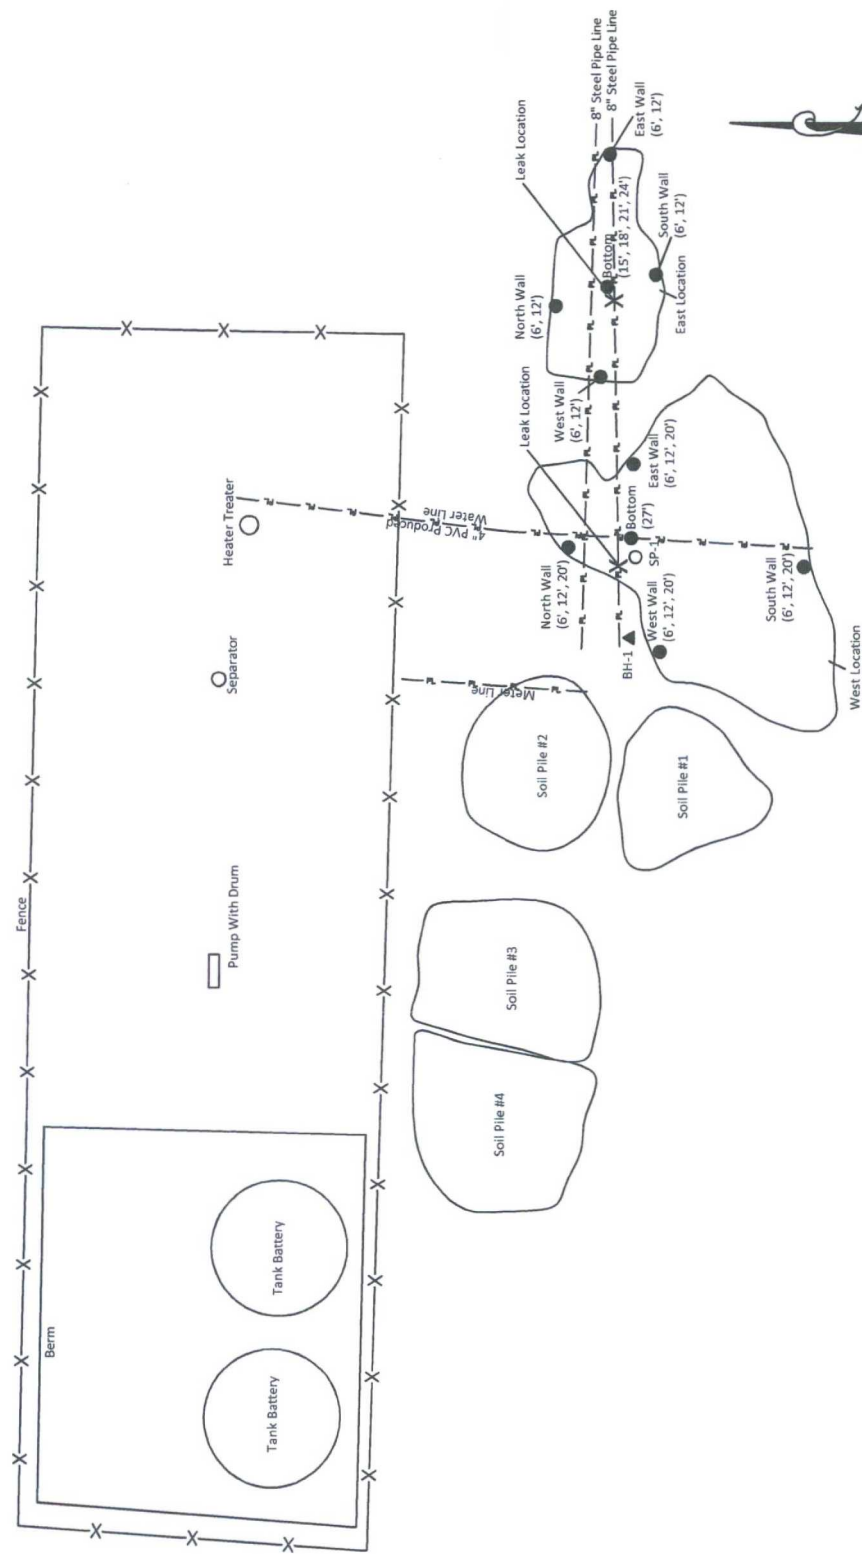 Fence
Berm
Tank Battery
Tank Battery
Pump With Drum
Separator
Heater Treater
4" PVC Produced
Water Line
Meter Line
Soil Pile #4
Soil Pile #3
Soil Pile #2
Soil Pile #1
North Wall
(6', 12', 20')
BH-1
West Wall
(6', 12', 20')
SP-1
Bottom
(27")
East Wall
(6', 12', 20')
South Wall
(6', 12', 20')
West Location
Leak Location
West Wall
(6', 12')
North Wall
(6', 12')
Leak Location
Bottom
(15', 18', 21', 24')
East Location
South Wall
(6', 12')
East Wall
(6', 12')
8" Steel Pipe Line
8" Steel Pipe Line